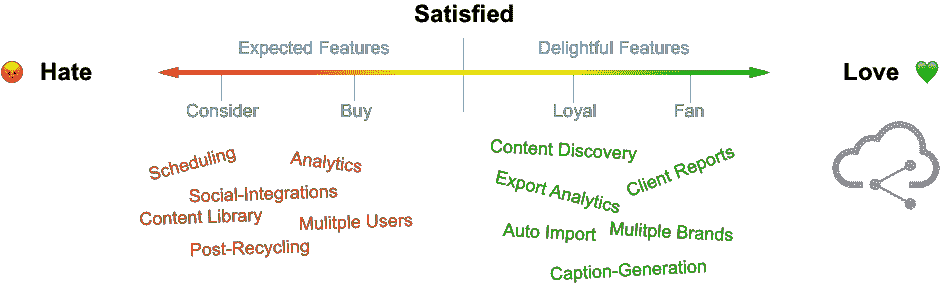 Satisfied
Expected Features
Delightful Features
Hate
Love
Consider
Buy
Loyal
Fan
Scheduling
Analytics
Social-Integrations
Content Library
Mulitple Users
Post-Recycling
Content Discovery
Client Reports
Export Analytics
Auto Import
Mulitple Brands
Caption-Generation